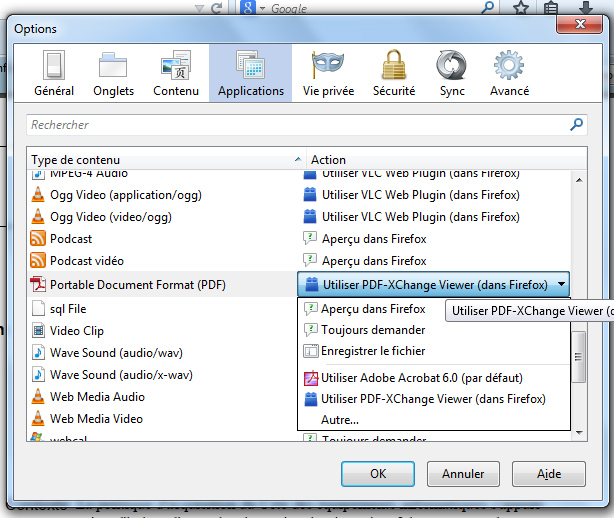 Google
Options
Général
Onglets
Contenu
Applications
Vie privée
Sécurité
Sync
Avancé
Rechercher
Type de contenu
Action
MPEG-4 Audio
Utiliser VLC Web Plugin (dans Firefox)
Ogg Video (application/ogg)
Utiliser VLC Web Plugin (dans Firefox)
Ogg Video (video/ogg)
Utiliser VLC Web Plugin (dans Firefox)
Podcast
Aperçu dans Firefox
Podcast vidéo
Aperçu dans Firefox
Portable Document Format (PDF)
Utiliser PDF-XChange Viewer (dans Firefox)
sql File
Aperçu dans Firefox
Utiliser PDF-XChange Viewer (d
Video Clip
Toujours demander
Wave Sound (audio/wav)
Enregistrer le fichier
Wave Sound (audio/x-wav)
Utiliser Adobe Acrobat 6.0 (par défaut)
Web Media Audio
Utiliser PDF-XChange Viewer (dans Firefox)
Web Media Video
Autre...
webcal
Toujours demander
OK
Annuler
Aide